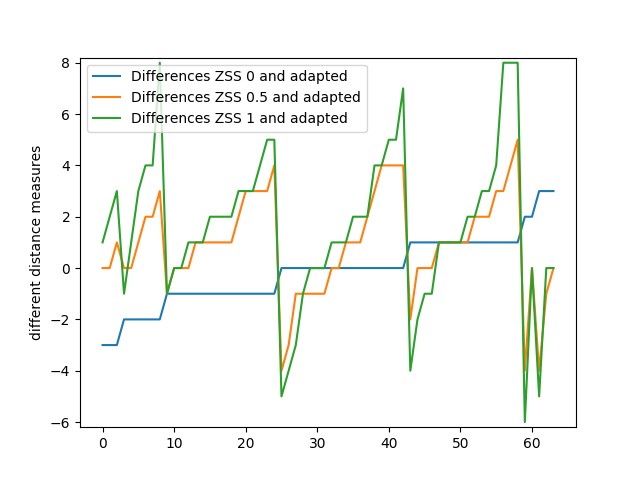 8
6
4
2
0
−2
−4
−6
different distance measures
Differences ZSS 0 and adapted
Differences ZSS 0.5 and adapted
Differences ZSS 1 and adapted
0 10 20 30 40 50 60